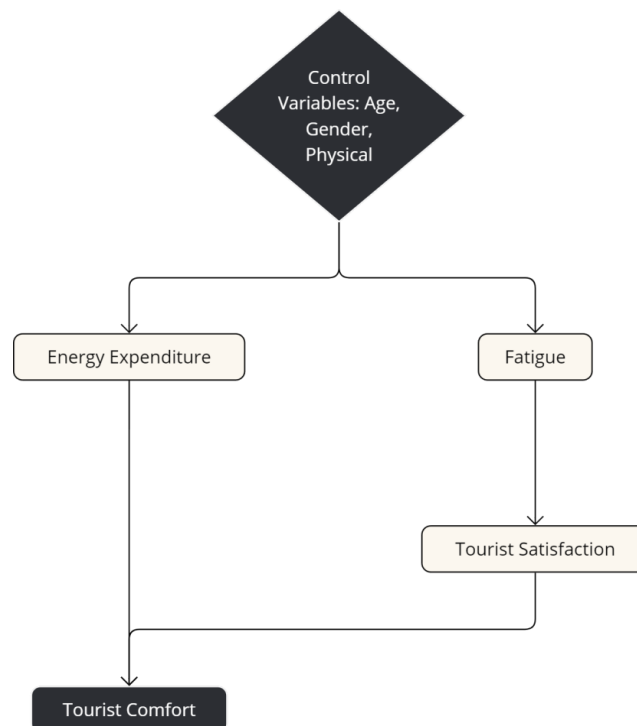 Control
Variables: Age,
Gender,
Physical
Energy Expenditure
Fatigue
Tourist Satisfaction
Tourist Comfort